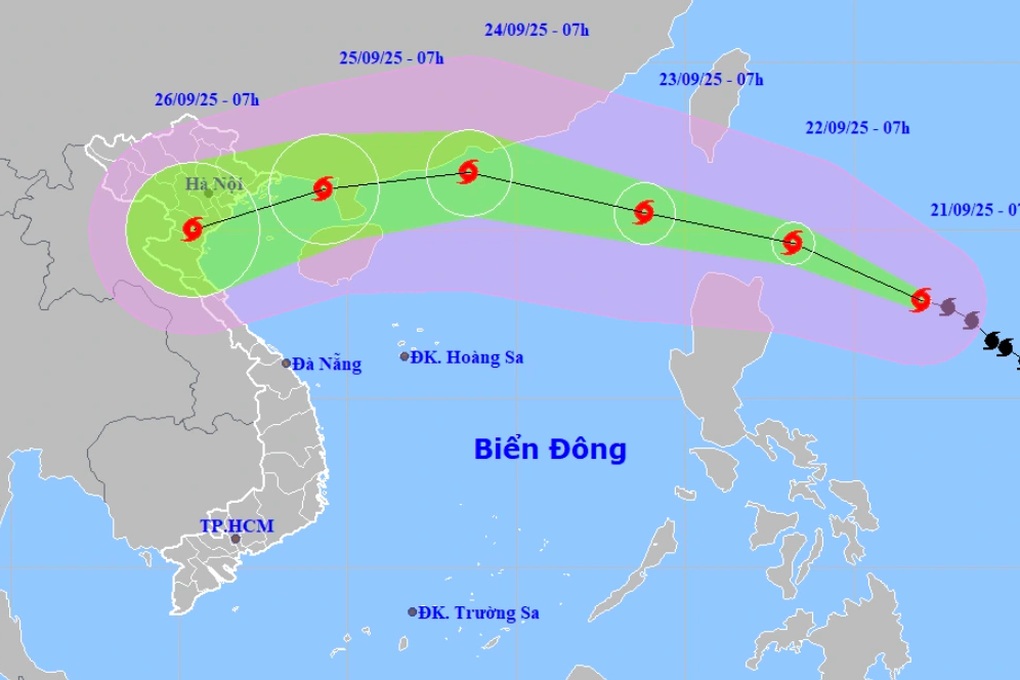 24/09/25 - 07h
25/09/25 - 07h
23/09/25 - 07h
26/09/25 - 07h
22/09/25 - 07h
Hà Nội
21/09/25 - 07
ĐK. Hoàng Sa
Đà Nẵng
Biển Đông
TP.HCM
ĐK. Trường Sa